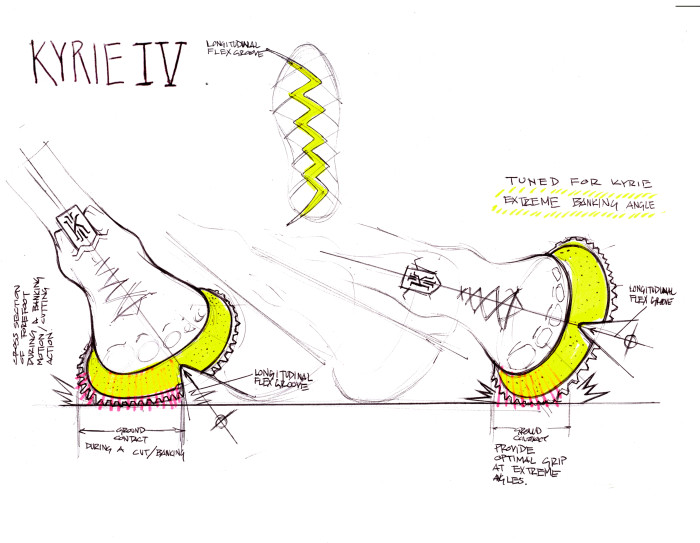 KYRIE IV .
LONGITUDINAL
FLEX GROOVE
TUNED FOR KYRIE
EXTREME BANKING ANGLE
CROSS SECTION
OF FOREFOOT
DURING A BANKING
MOTION/CUTTING
ACTION
LONGITUDINAL
FLEX GROOVE
LONGITUDINAL
FLEX GROOVE
GROUND
CONTACT
DURING A CUT/BANKING
GROUND
CONTACT
PROVIDE
OPTIMAL GRIP
AT EXTREME
ANGLES.